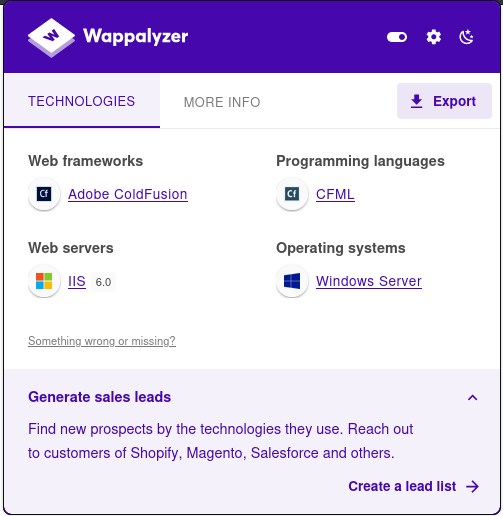 Wappalyzer
TECHNOLOGIES
MORE INFO
Export
Web frameworks
Cf
Adobe ColdFusion
Programming languages
Cf
CFML
Web servers
IIS 6.0
Operating systems
Windows Server
Something wrong or missing?
Generate sales leads
Find new prospects by the technologies they use. Reach out
to customers of Shopify, Magento, Salesforce and others.
Create a lead list